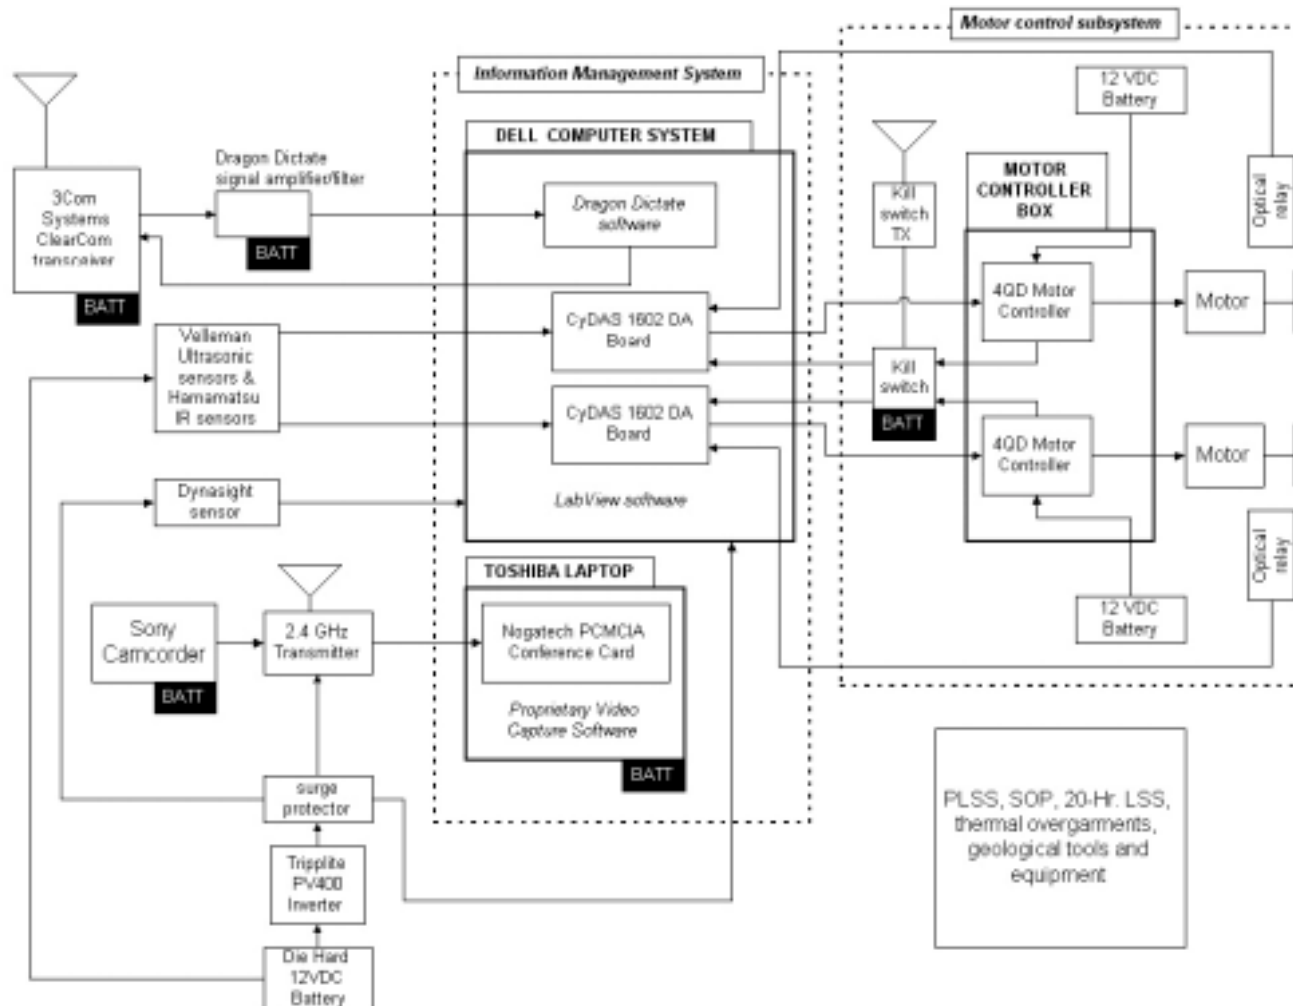 Motor control subsystem
Information Management System
12 VDC
Battery
DELL COMPUTER SYSTEM
Dragon Dictate
signal amplifier/filter
BATT
3Com
Systems
ClearCom
transceiver
BATT
Dragon Dictate
software
Kill
switch
TX
MOTOR
CONTROLLER
BOX
Optical
relay
4QD Motor
Controller
Motor
CyDAS 1602 DA
Board
Velleman
Ultrasonic
sensors &
Hamamatsu
IR sensors
Kill
switch
BATT
CyDAS 1602 DA
Board
4QD Motor
Controller
Motor
Dynasight
sensor
LabView software
Optical
relay
TOSHIBA LAPTOP
Sony
Camcorder
BATT
2.4 GHz
Transmitter
Nogatech PCMCIA
Conference Card
12 VDC
Battery
Proprietary Video
Capture Software
BATT
surge
protector
PLSS, SOP, 20-Hr. LSS,
thermal overgarments,
geological tools and
equipment
Tripplite
PV400
Inverter
Die Hard
12VDC
Battery